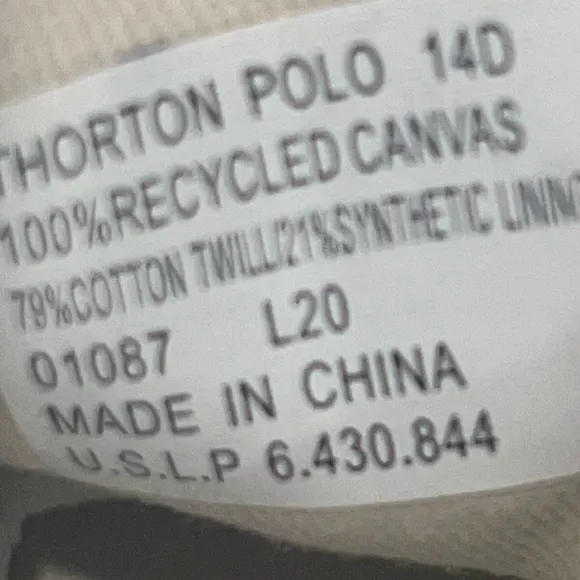 THORTON POLO 14D
100%RECYCLED CANVAS
79%COTTON TWILL/21%SYNTHETIC LINING
01087 L20
MADE IN CHINA
U.S.L.P 6.430.844